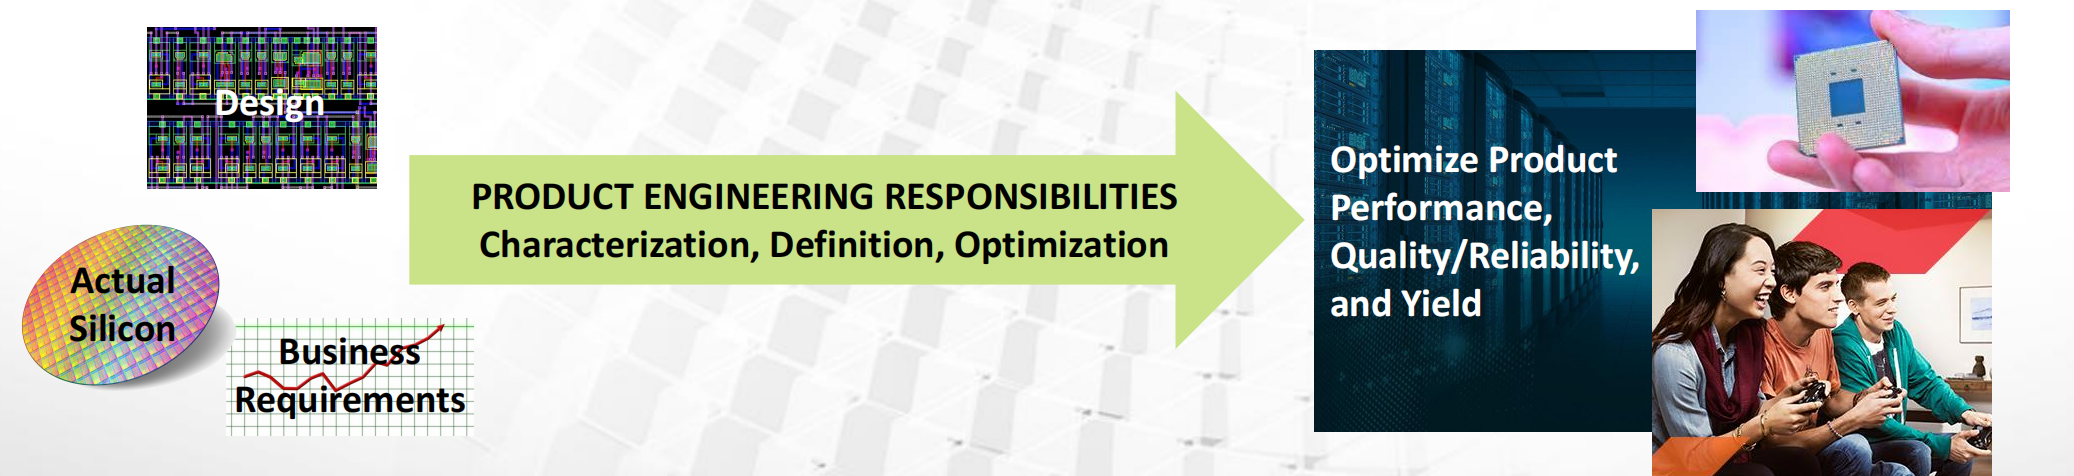 Design
Actual
Silicon
Business
Requirements
PRODUCT ENGINEERING RESPONSIBILITIES
Characterization, Definition, Optimization
Optimize Product
Performance,
Quality/Reliability,
and Yield